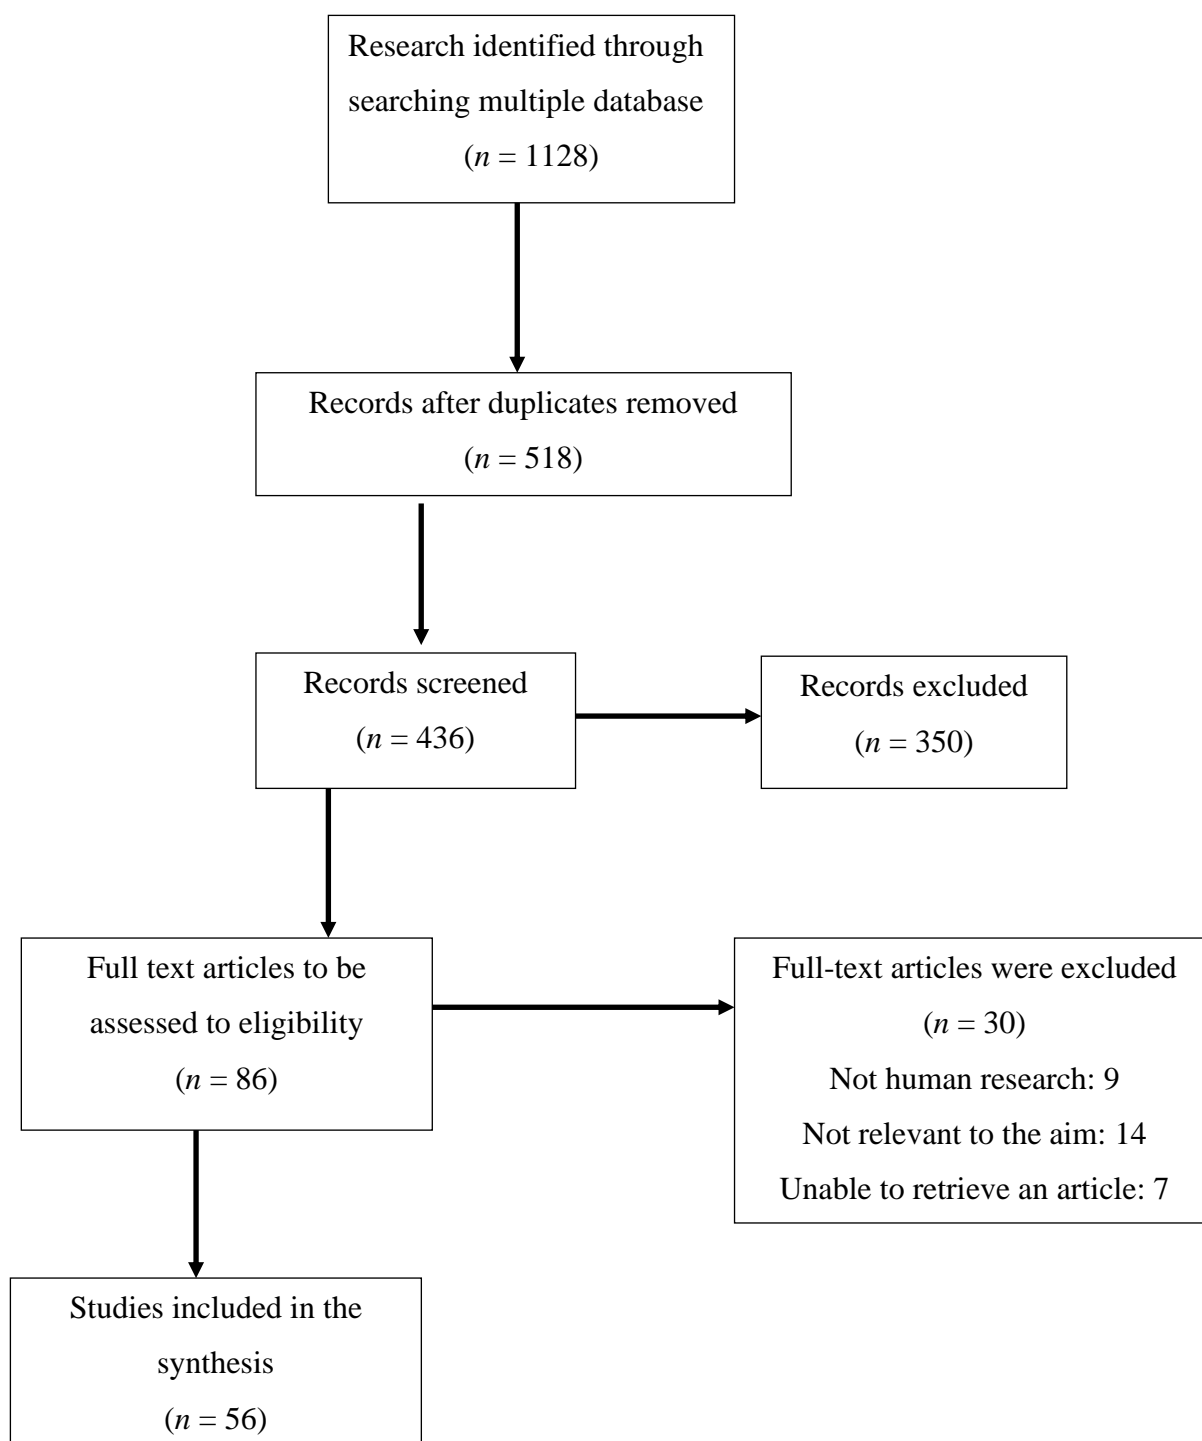 Research identified through
searching multiple database
(n = 1128)
Records after duplicates removed
(n = 518)
Records screened
(n = 436)
Records excluded
(n = 350)
Full text articles to be
assessed to eligibility
(n = 86)
Full-text articles were excluded
(n = 30)
Not human research: 9
Not relevant to the aim: 14
Unable to retrieve an article: 7
Studies included in the
synthesis
(n = 56)